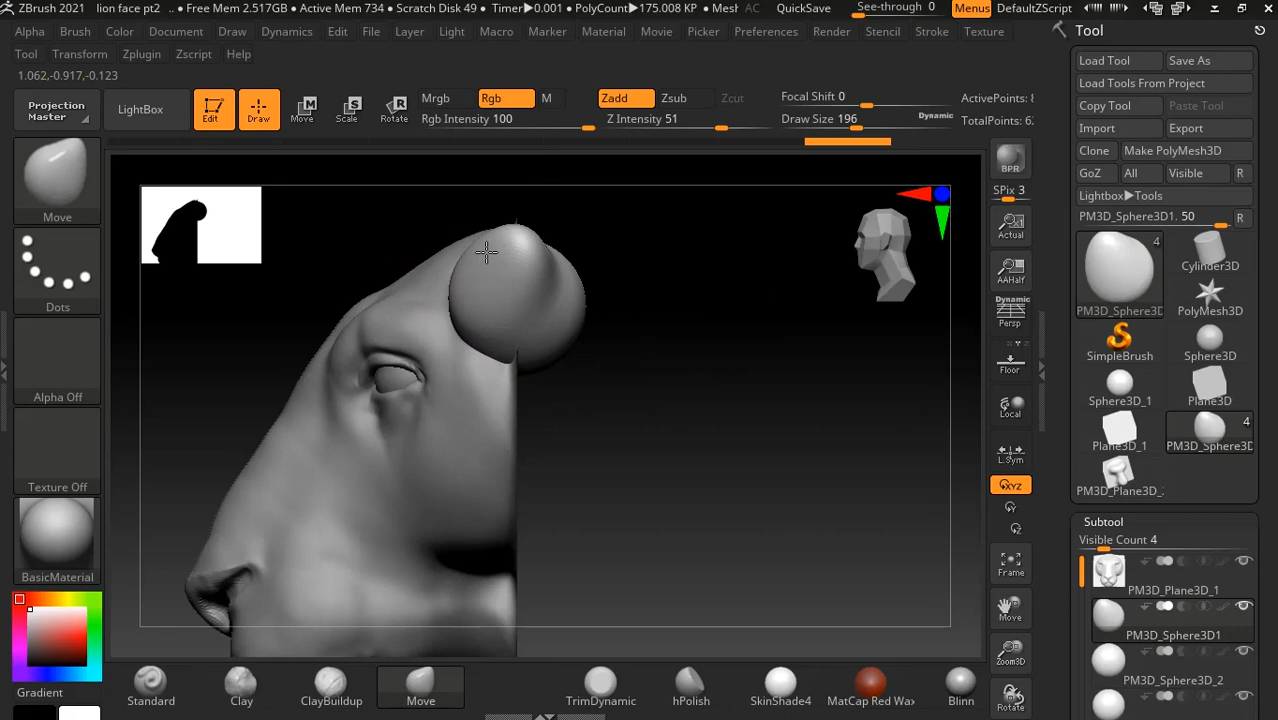 ZBrush 2021 lion face pt2 .. • Free Mem 2.517GB • Active Mem 734 • Scratch Disk 49 • Timer▶0.001 • PolyCount▶175.008 KP • Mesh AC QuickSave See-through 0 Menus DefaultZScript
Alpha Brush Color Document Draw Dynamics Edit File Layer Light Macro Marker Material Movie Picker Preferences Render Stencil Stroke Texture
Tool Transform Zplugin Zscript Help
1.062,-0.917,-0.123
Projection Master
LightBox
Edit Draw Move Scale Rotate
Mrgb Rgb M
Rgb Intensity 100
Zadd Zsub Zcut
Z Intensity 51
Focal Shift 0
Draw Size 196 Dynamic
ActivePoints: 8
TotalPoints: 62
Move
Dots
Alpha Off
Texture Off
BasicMaterial
Gradient
BPR
SPix 3
Actual
AAHalf
Dynamic
Persp
Floor
Local
L.Sym
XYZ
Frame
Move
Zoom3D
Rotate
Standard Clay ClayBuildup Move TrimDynamic hPolish SkinShade4 MatCap Red Wax Blinn
Tool
Load Tool Save As
Load Tools From Project
Copy Tool Paste Tool
Import Export
Clone Make PolyMesh3D
GoZ All Visible R
Lightbox▶Tools
PM3D_Sphere3D1. 50 R
4
PM3D_Sphere3D
Cylinder3D
PolyMesh3D
SimpleBrush Sphere3D
Sphere3D_1 Plane3D
4
Plane3D_1 PM3D_Sphere3D
PM3D_Plane3D_
Subtool
Visible Count 4
PM3D_Plane3D_1
PM3D_Sphere3D1
PM3D_Sphere3D_2